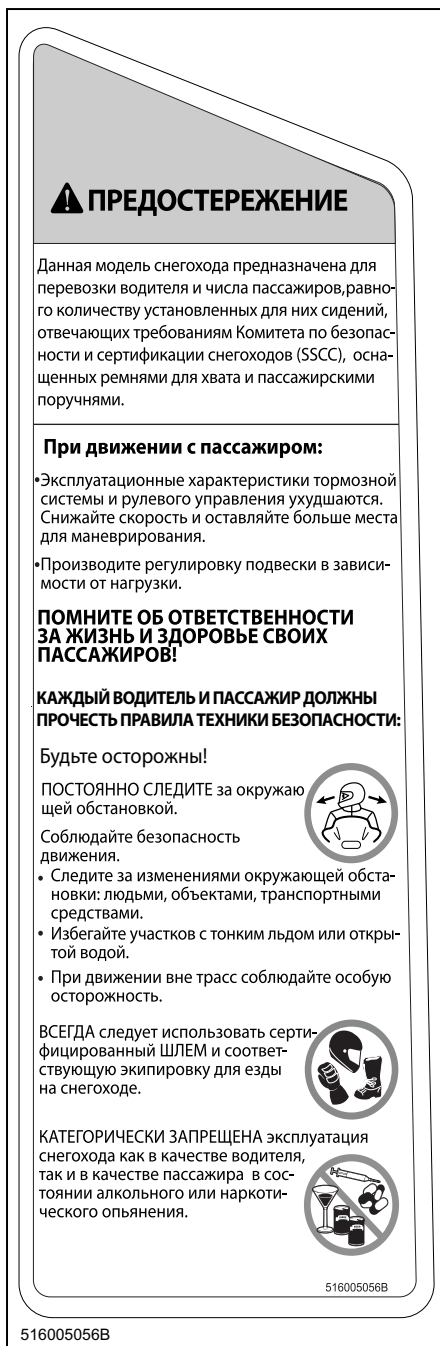 ПРЕДОСТЕРЕЖЕНИЕ
Данная модель снегохода предназначена для
перевозки водителя и числа пассажиров,равно-
го количеству установленных для них сидений,
отвечающих требованиям Комитета по безопас-
ности и сертификации снегоходов (SSCC), осна-
щенных ремнями для хвата и пассажирскими
поручнями.
При движении с пассажиром:
•Эксплуатационные характеристики тормозной
системы и рулевого управления ухудшаются.
Снижайте скорость и оставляйте больше места
для маневрирования.
•Производите регулировку подвески в зависи-
мости от нагрузки.
ПОМНИТЕ ОБ ОТВЕТСТВЕННОСТИ
ЗА ЖИЗНЬ И ЗДОРОВЬЕ СВОИХ
ПАССАЖИРОВ!
КАЖДЫЙ ВОДИТЕЛЬ И ПАССАЖИР ДОЛЖНЫ
ПРОЧЕСТЬ ПРАВИЛА ТЕХНИКИ БЕЗОПАСНОСТИ:
Будьте осторожны!
ПОСТОЯННО СЛЕДИТЕ за окружаю
щей обстановкой.
Соблюдайте безопасность
движения.
• Следите за изменениями окружающей обста-
новки: людьми, объектами, транспортными
средствами.
• Избегайте участков с тонким льдом или откры-
той водой.
• При движении вне трасс соблюдайте особую
осторожность.
ВСЕГДА следует использовать серти-
фицированный ШЛЕМ и соответ-
ствующую экипировку для езды
на снегоходе.
КАТЕГОРИЧЕСКИ ЗАПРЕЩЕНА эксплуатация
снегохода как в качестве водителя,
так и в качестве пассажира в сос-
тоянии алкольного или наркоти-
ческого опьянения.
516005056B
516005056B